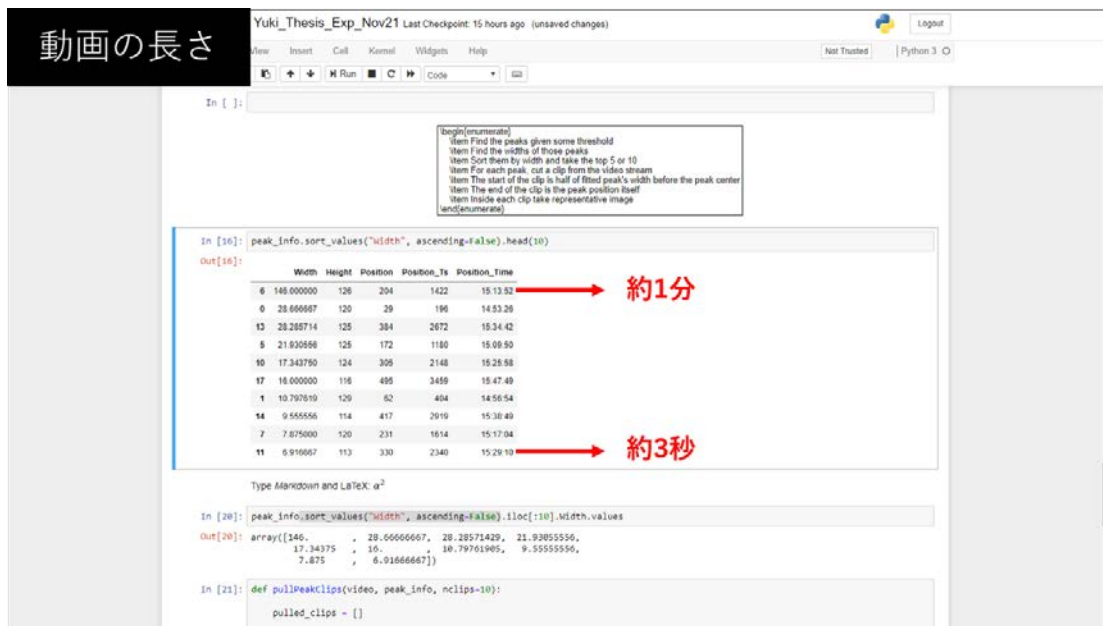 動画の長さ
Yuki_Thesis_Exp_Nov21 Last Checkpoint: 15 hours ago (unsaved changes)
Logout
View Insert Cell Kernel Widgets Help
Not Trusted
Python 3
Run
Code
In [ ]:
\begin{enumerate}
\item Find the peaks given some threshold
\item Find the widths of those peaks
\item Sort them by width and take the top 5 or 10
\item For each peak, cut a clip from the video stream
\item The start of the clip is half of fitted peak's width before the peak center
\item The end of the clip is the peak position itself
\item Inside each clip take representative image
\end{enumerate}
In [16]: peak_info.sort_values("Width", ascending=False).head(10)
Out[16]:
Width Height Position Position_Ts Position_Time
6 146.000000 126 204 1422 15:13:52 約1分
0 28.666667 120 29 196 14:53:26
13 28.285714 125 384 2672 15:34:42
5 21.930556 125 172 1180 15:09:50
10 17.343750 124 305 2148 15:25:58
17 16.000000 116 495 3459 15:47:49
1 10.797619 129 62 404 14:56:54
14 9.555556 114 417 2919 15:38:49
7 7.875000 120 231 1614 15:17:04
11 6.916667 113 330 2340 15:29:10 約3秒
Type Markdown and LaTeX: α²
In [20]: peak_info.sort_values("Width", ascending=False).iloc[:10].Width.values
Out[20]: array([146. , 28.66666667, 28.28571429, 21.93055556,
17.34375 , 16. , 10.79761905, 9.55555556,
7.875 , 6.91666667])
In [21]: def pullPeakClips(video, peak_info, nclips=10):
pulled_clips = []